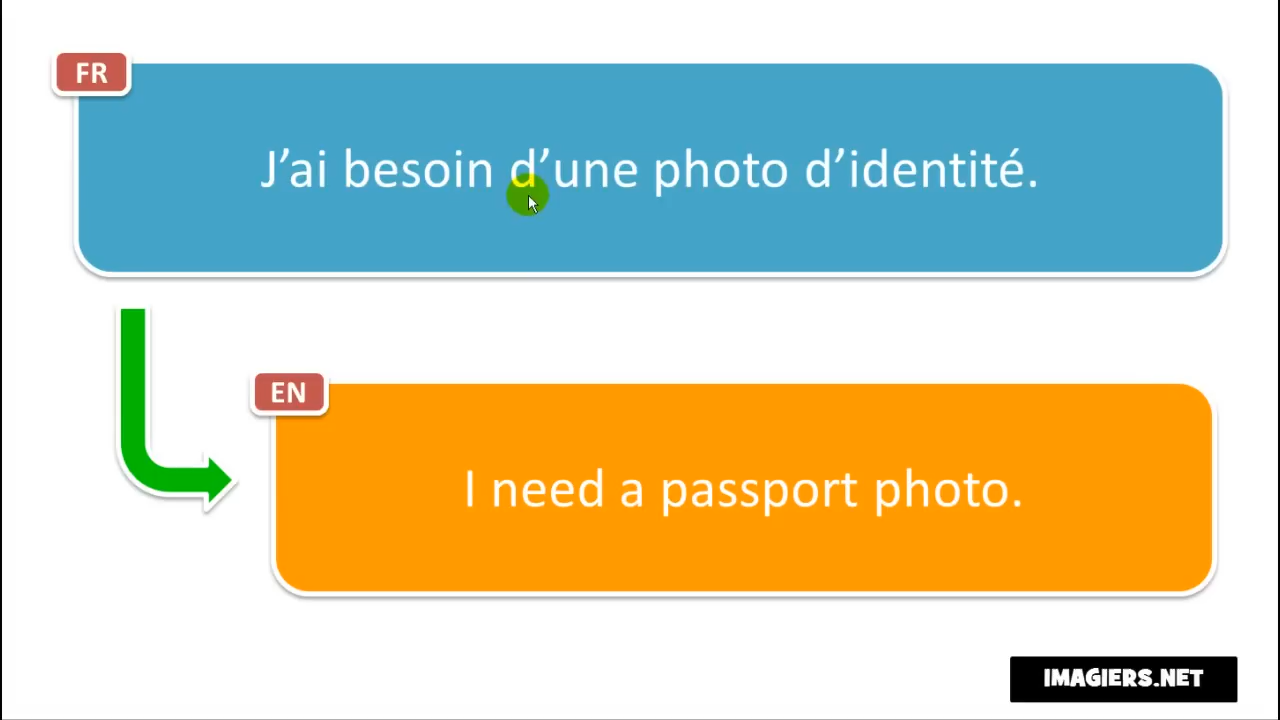 FR
J’ai besoin d’une photo d’identité.
EN
I need a passport photo.
IMAGIERS.NET